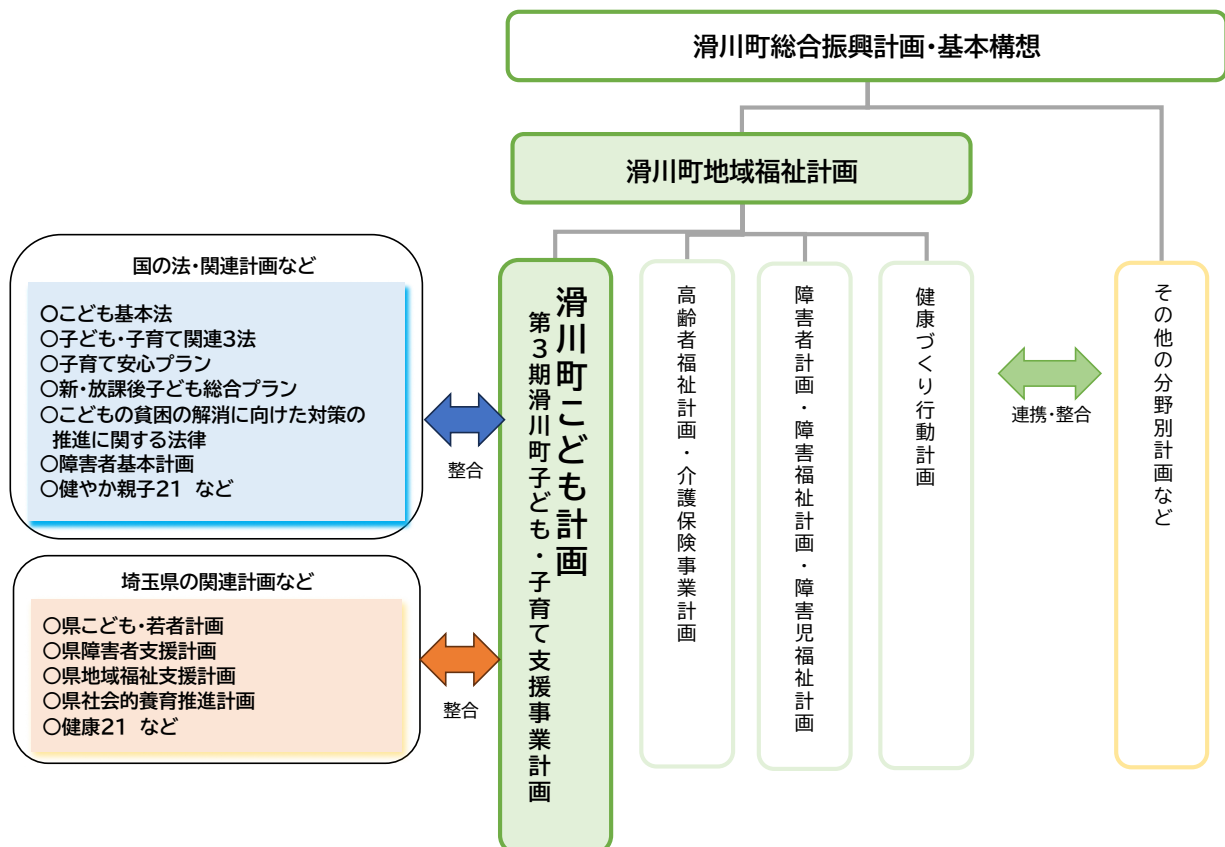 滑川町総合振興計画・基本構想
滑川町地域福祉計画
国の法・関連計画など
〇こども基本法
〇子ども・子育て関連3法
〇子育て安心プラン
〇新・放課後子ども総合プラン
〇こどもの貧困の解消に向けた対策の
推進に関する法律
〇障害者基本計画
〇健やか親子21 など
整合
埼玉県の関連計画など
〇県こども・若者計画
〇県障害者支援計画
〇県地域福祉支援計画
〇県社会的養育推進計画
〇健康21 など
整合
滑川町こども計画
第3期滑川町子ども・子育て支援事業計画
高齢者福祉計画・介護保険事業計画
障害者計画・障害福祉計画・障害児福祉計画
健康づくり行動計画
連携・整合
その他の分野別計画など